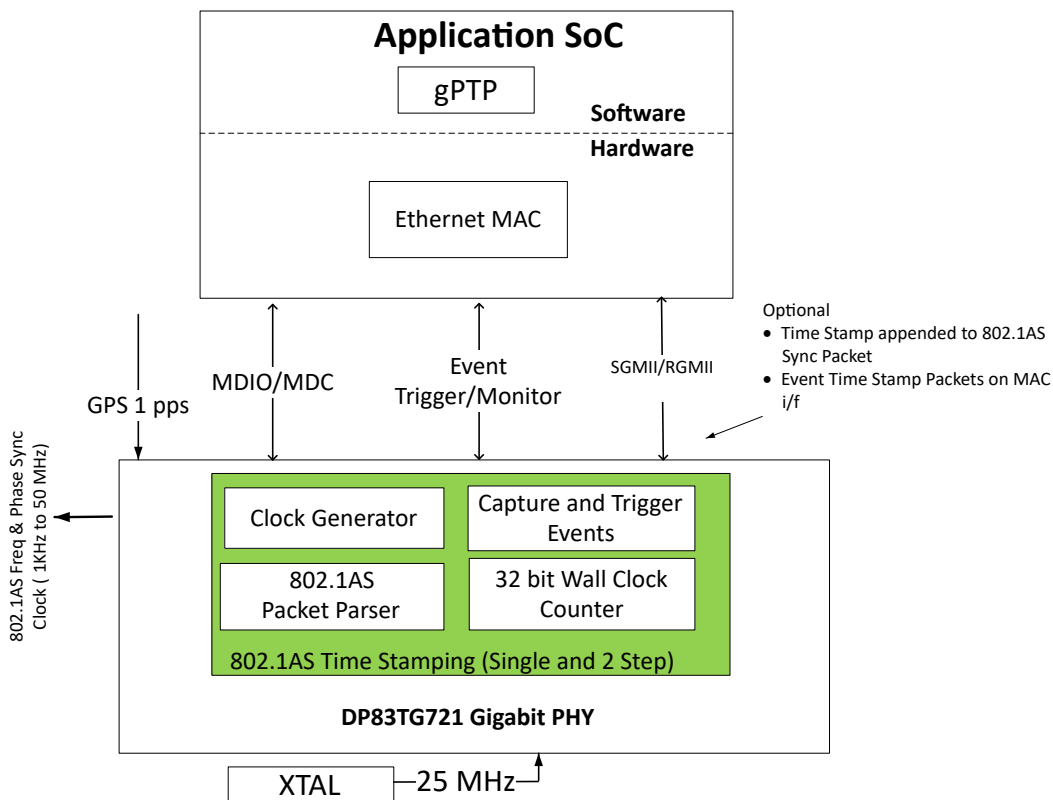 Application SoC
gPTP
Software
Hardware
Ethernet MAC
Optional
• Time Stamp appended to 802.1AS
Sync Packet
• Event Time Stamp Packets on MAC
i/f
GPS 1 pps
MDIO/MDC
Event
Trigger/Monitor
SGMII/RGMII
802.1AS Freq & Phase Sync
Clock ( 1KHz to 50 MHz)
Clock Generator
Capture and Trigger
Events
802.1AS
Packet Parser
32 bit Wall Clock
Counter
802.1AS Time Stamping (Single and 2 Step)
DP83TG721 Gigabit PHY
XTAL
25 MHz